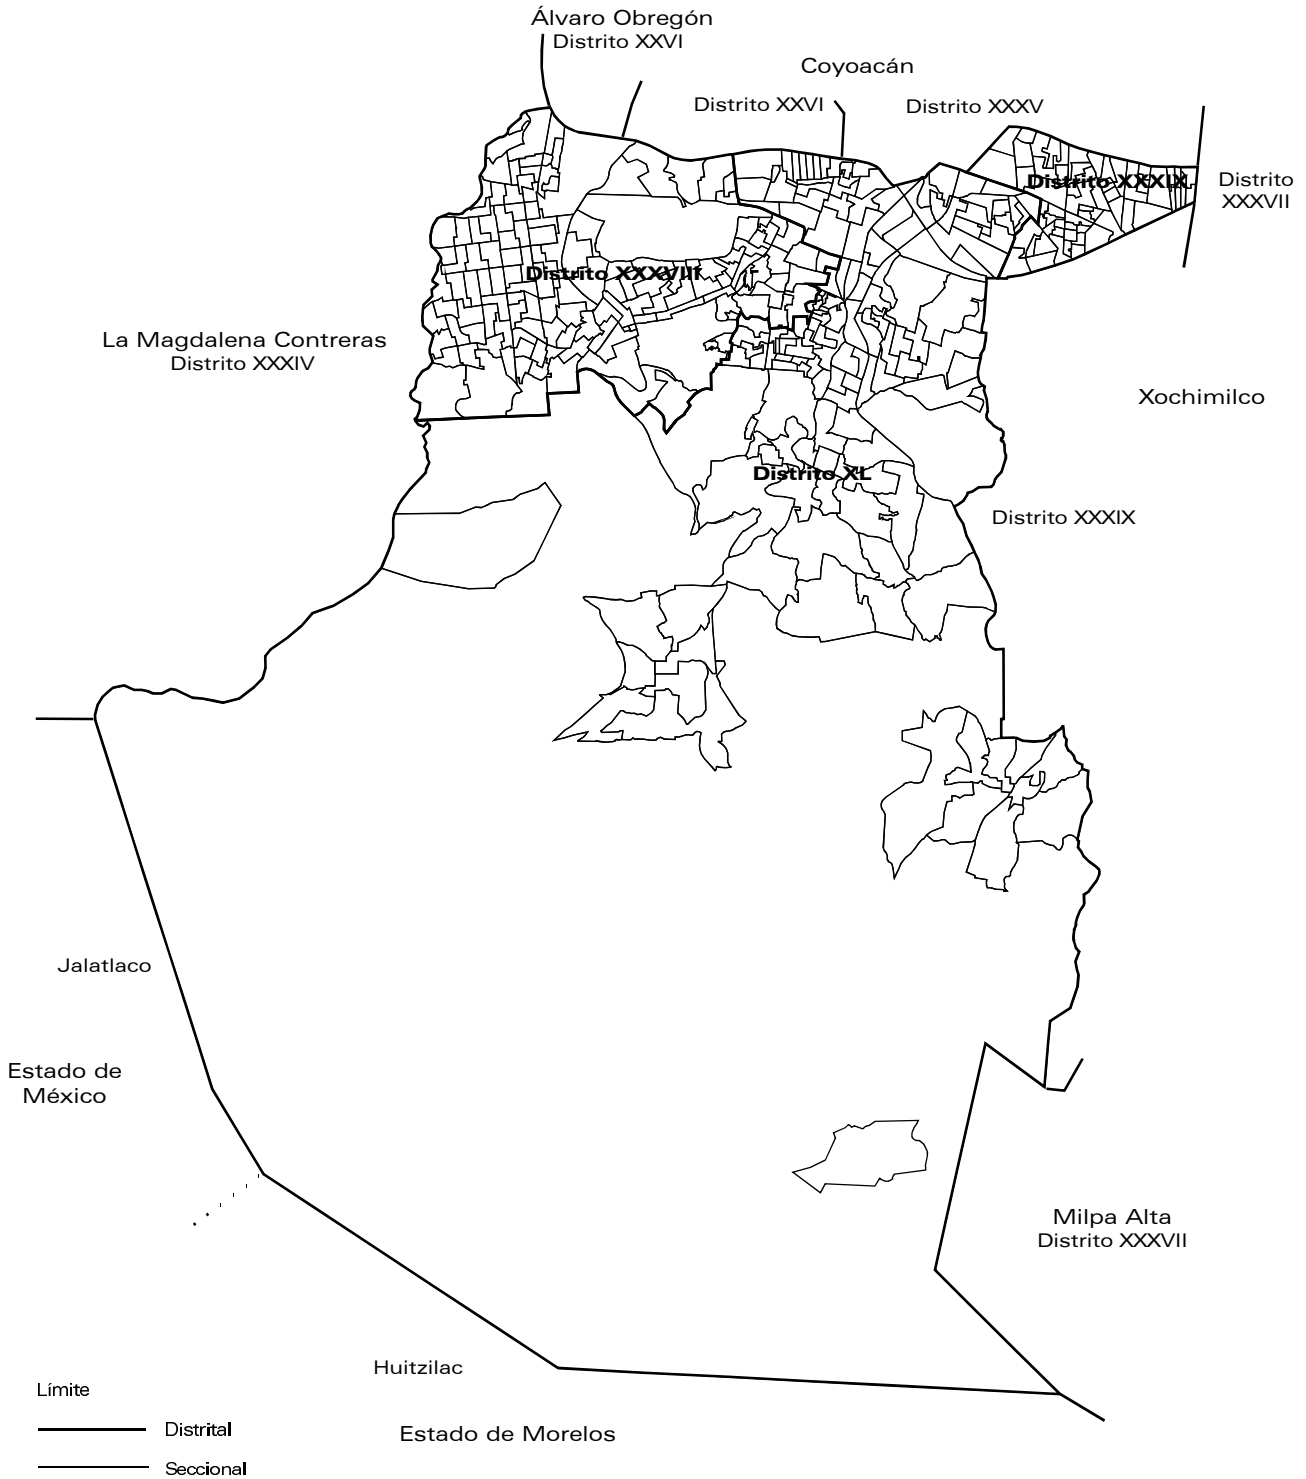 Álvaro Obregón
Distrito XXVI
Coyoacán
Distrito XXVI
Distrito XXXV
Distrito XXXIX
Distrito
XXXVII
Distrito XXXVIII
La Magdalena Contreras
Distrito XXXIV
Xochimilco
Distrito XL
Distrito XXXIX
Jalatlaco
Estado de
México
Milpa Alta
Distrito XXXVII
Huitzilac
Estado de Morelos
Límite
Distrital
Seccional